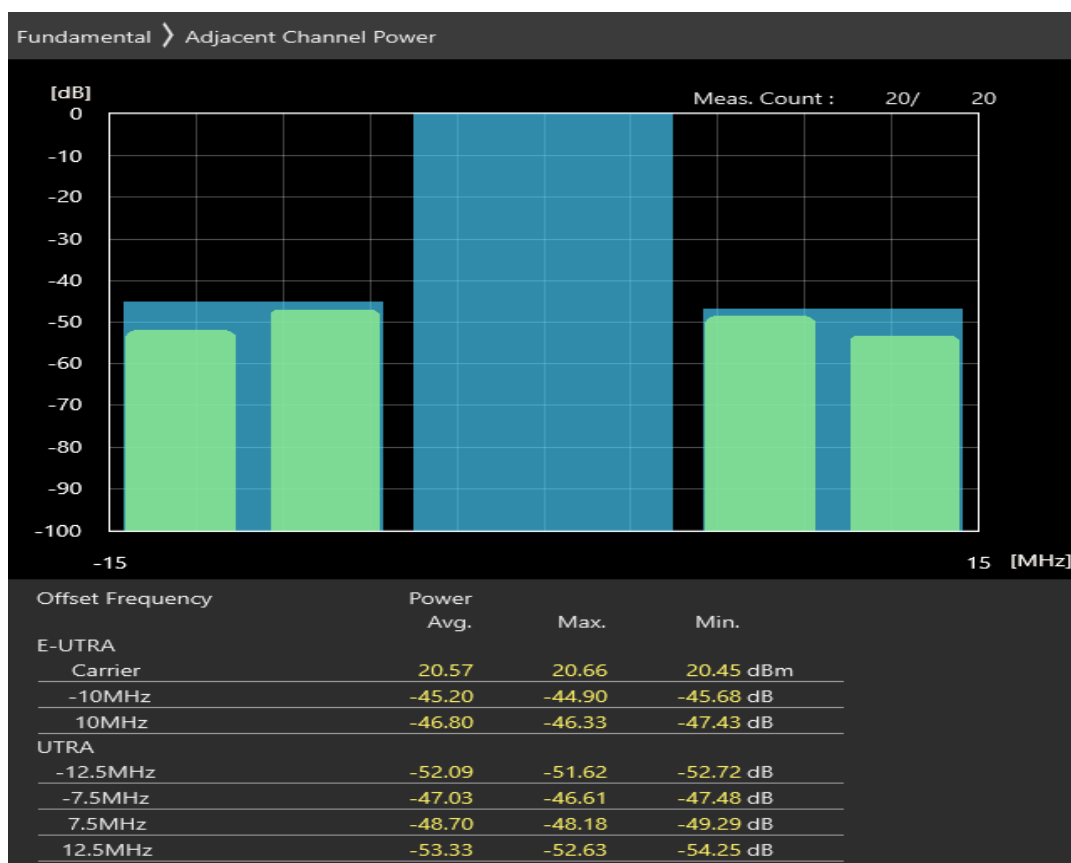 Fundamental ❯ Adjacent Channel Power
[dB]
Meas. Count : 20/ 20
0
-10
-20
-30
-40
-50
-60
-70
-80
-90
-100
-15 15 [MHz]
Offset Frequency Power
Avg. Max. Min.
E-UTRA
Carrier 20.57 20.66 20.45 dBm
-10MHz -45.20 -44.90 -45.68 dB
10MHz -46.80 -46.33 -47.43 dB
UTRA
-12.5MHz -52.09 -51.62 -52.72 dB
-7.5MHz -47.03 -46.61 -47.48 dB
7.5MHz -48.70 -48.18 -49.29 dB
12.5MHz -53.33 -52.63 -54.25 dB